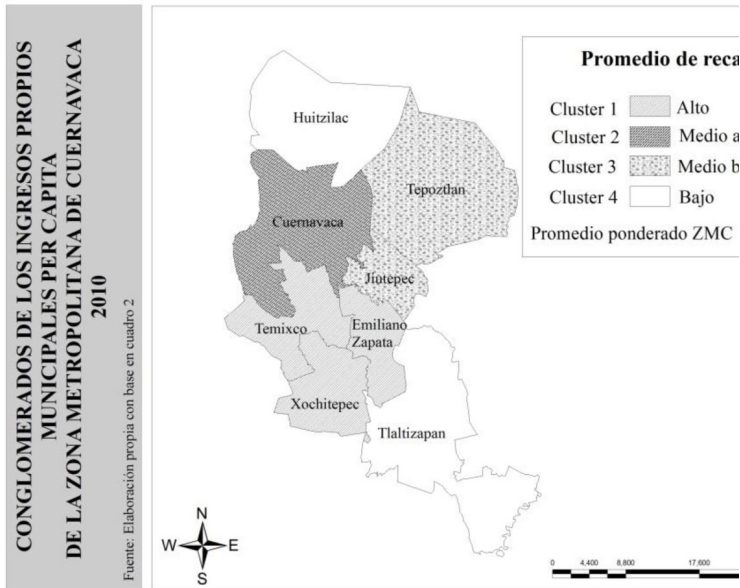 CONGLOMERADOS DE LOS INGRESOS PROPIOS
MUNICIPALES PER CAPITA
DE LA ZONA METROPOLITANA DE CUERNAVACA
2010
Fuente: Elaboración propia con base en cuadro 2
Huitzilac
Tepoztlan
Cuernavaca
Jiutepec
Temixco
Emiliano
Zapata
Xochitepec
Tlaltizapan
Promedio de reca
Cluster 1 Alto
Cluster 2 Medio a
Cluster 3 Medio b
Cluster 4 Bajo
Promedio ponderado ZMC
N
W E
S
0 4,400 8,800 17,600